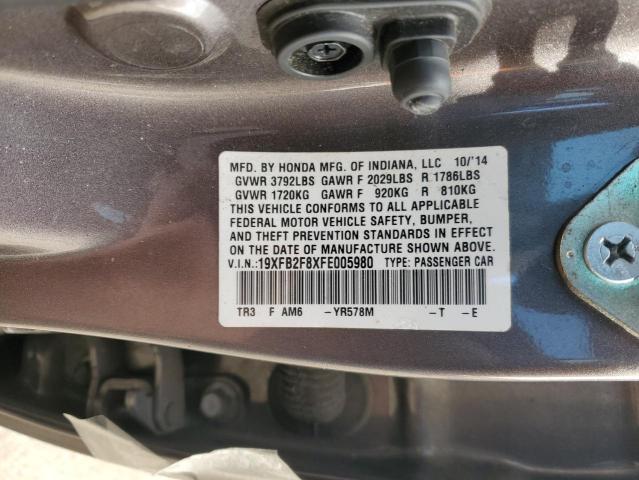 MFD. BY HONDA MFG. OF INDIANA, LLC 10/'14
GVWR 3792LBS GAWR F 2029LBS R 1786LBS
GVWR 1720KG GAWR F 920KG R 810KG
THIS VEHICLE CONFORMS TO ALL APPLICABLE
FEDERAL MOTOR VEHICLE SAFETY, BUMPER,
AND THEFT PREVENTION STANDARDS IN EFFECT
ON THE DATE OF MANUFACTURE SHOWN ABOVE.
V.I.N.:19XFB2F8XFE005980 TYPE: PASSENGER CAR
TR3 F AM6 -YR578M -T -E